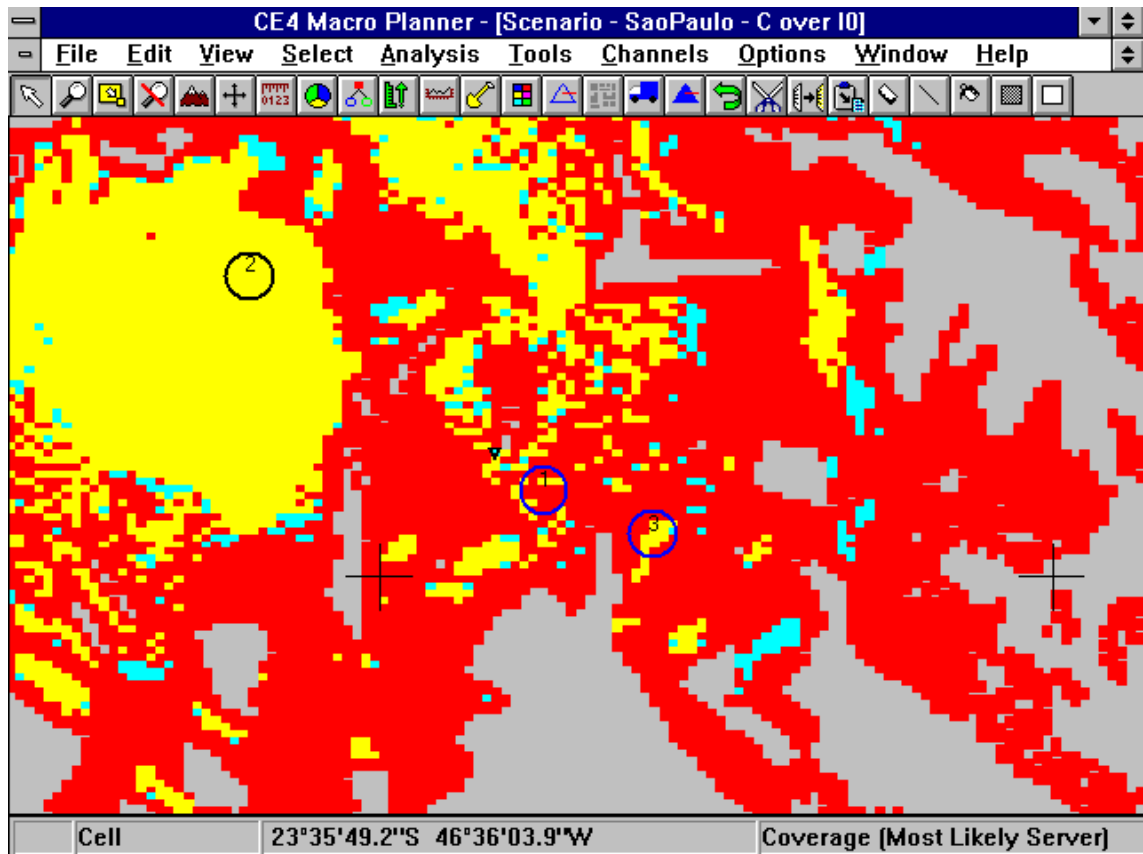 CE4 Macro Planner - [Scenario - SaoPaulo - C over I0]
File Edit View Select Analysis Tools Channels Options Window Help
0123
2
1
3
Cell 23°35'49.2"S 46°36'03.9"W Coverage (Most Likely Server)